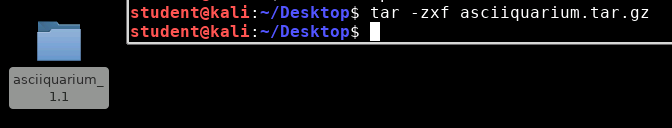 student@kali:~/Desktop$ tar -zxf asciiquarium.tar.gz
student@kali:~/Desktop$
asciiquarium_
1.1